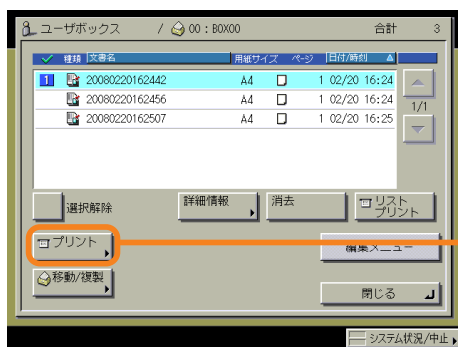 ユーザボックス / 00 : BOX00 合計 3
種類 文書名 用紙サイズ ページ 日付/時刻
1 20080220162442 A4 1 02/20 16:24
20080220162456 A4 1 02/20 16:24
20080220162507 A4 1 02/20 16:25
1/1
選択解除 詳細情報 消去 リスト
プリント
プリント 編集メニュー
移動/複製
閉じる
システム状況/中止